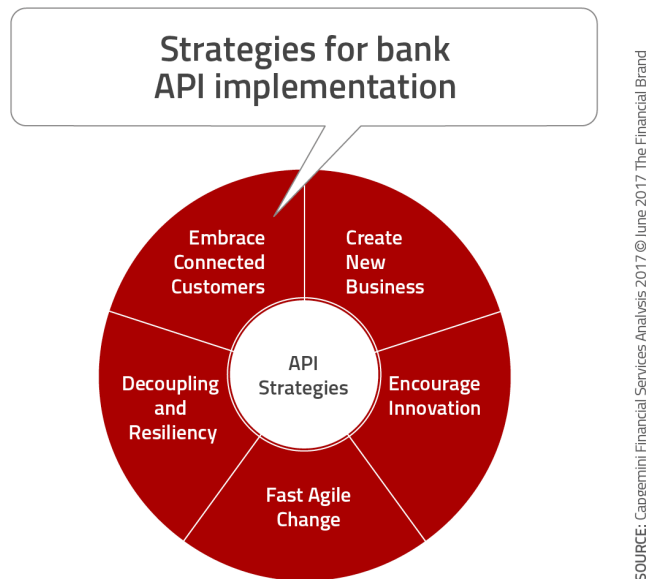 Strategies for bank
API implementation
Embrace
Connected
Customers
Create
New
Business
API
Strategies
Decoupling
and
Resiliency
Encourage
Innovation
Fast Agile
Change
SOURCE: Capgemini Financial Services Analysis 2017 © June 2017 The Financial Brand